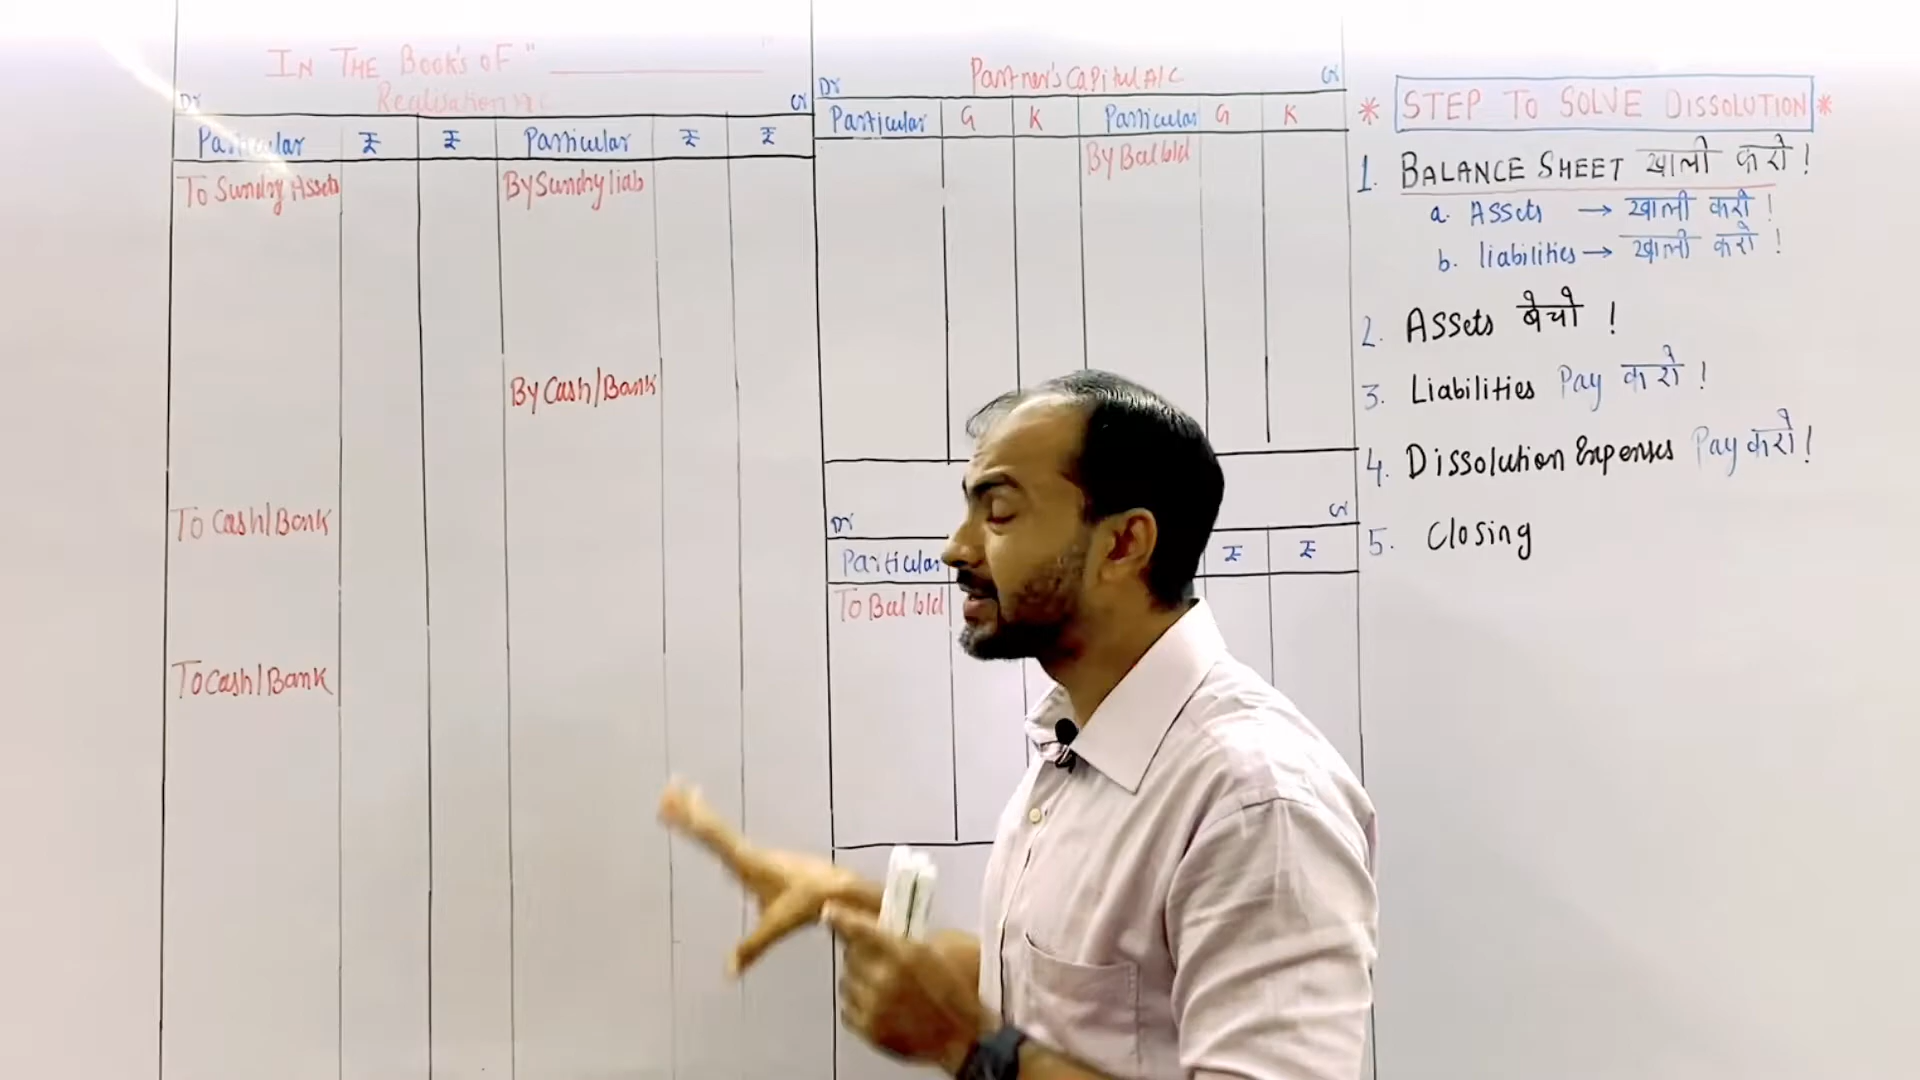 IN THE Book's oF " ________ "
Realisation A/c
Dr Cr
Particular ₹ ₹ Particular ₹ ₹
To Sundry Assets By Sundry liab
By Cash/Bank
To Cash/Bank
To Cash/Bank
Partner's Capitul A/C
Dr Cr
Particular G K Particular G K
By Bal b/d
Dr Cr
Particular ₹ ₹
To Bal b/d
* STEP TO SOLVE DISSOLUTION *
1. BALANCE SHEET खाली करो !
a. Assets → खाली करो !
b. liabilities → खाली करो !
2. Assets बेचो !
3. Liabilities Pay करो !
4. Dissolution Expenses Pay करो !
5. Closing